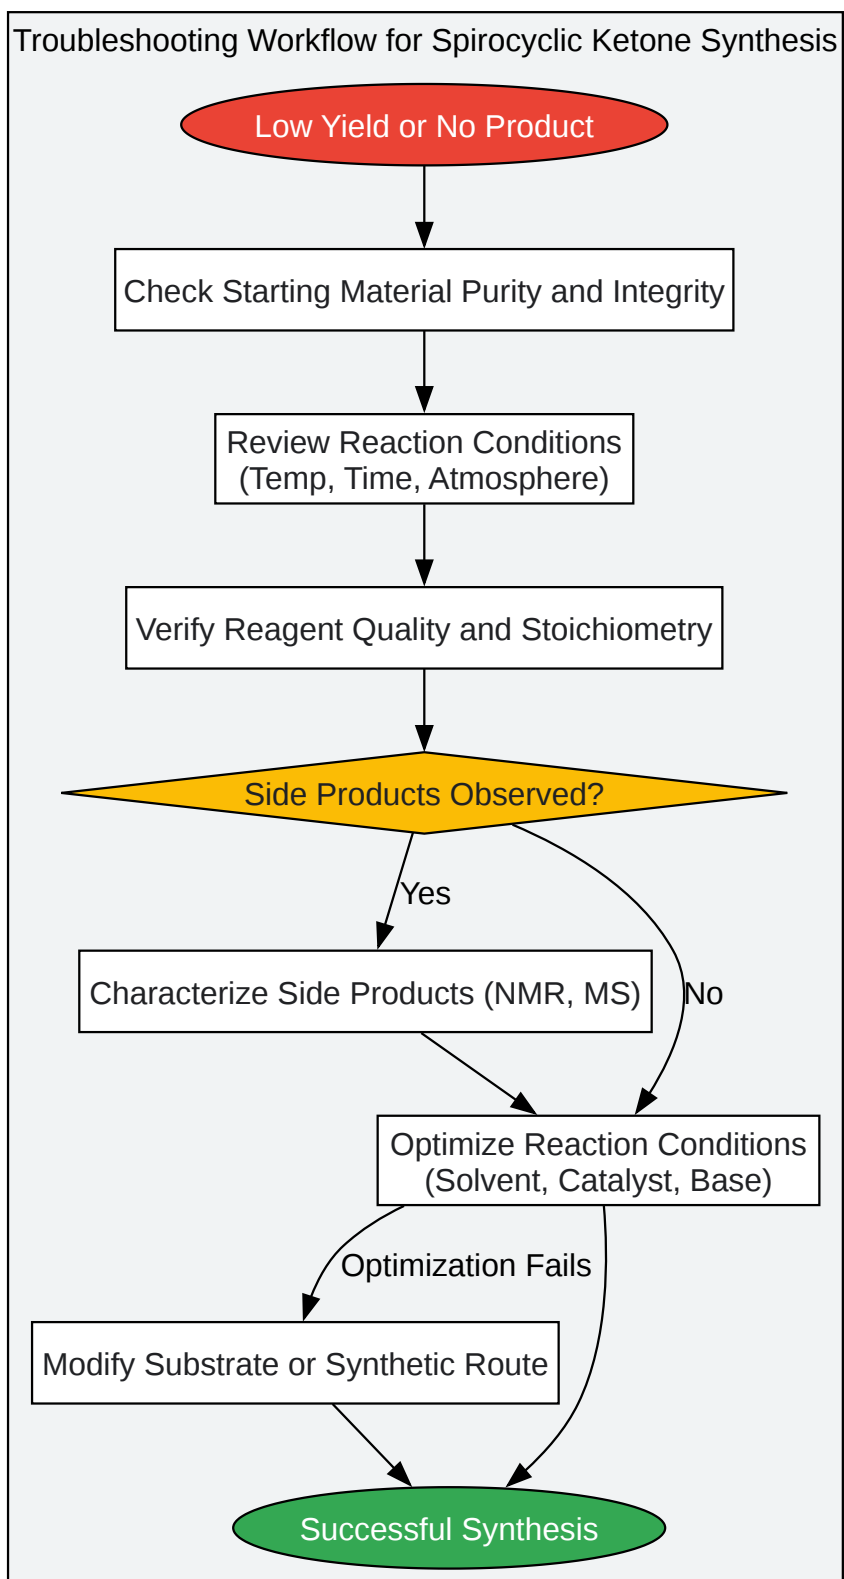 Troubleshooting Workflow for Spirocyclic Ketone Synthesis
Low Yield or No Product
Check Starting Material Purity and Integrity
Review Reaction Conditions
(Temp, Time, Atmosphere)
Verify Reagent Quality and Stoichiometry
Side Products Observed?
Yes
Characterize Side Products (NMR, MS)
No
Optimize Reaction Conditions
(Solvent, Catalyst, Base)
Optimization Fails
Modify Substrate or Synthetic Route
Successful Synthesis